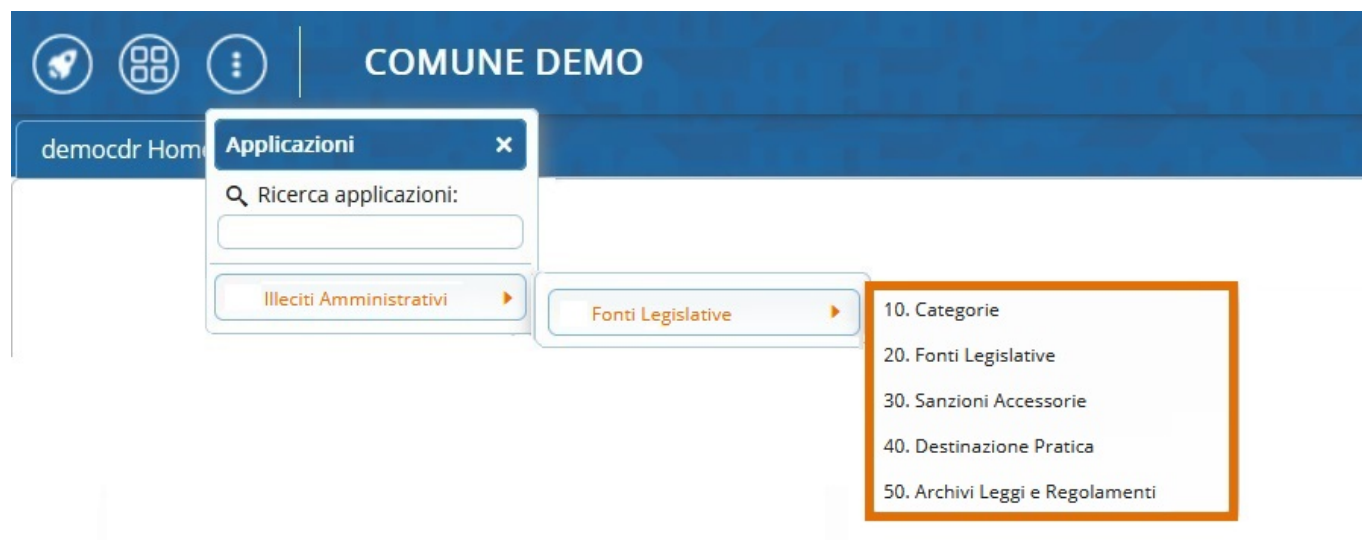 COMUNE DEMO
democdr Home
Applicazioni
Ricerca applicazioni:
Illeciti Amministrativi
Fonti Legislative
10. Categorie
20. Fonti Legislative
30. Sanzioni Accessorie
40. Destinazione Pratica
50. Archivi Leggi e Regolamenti